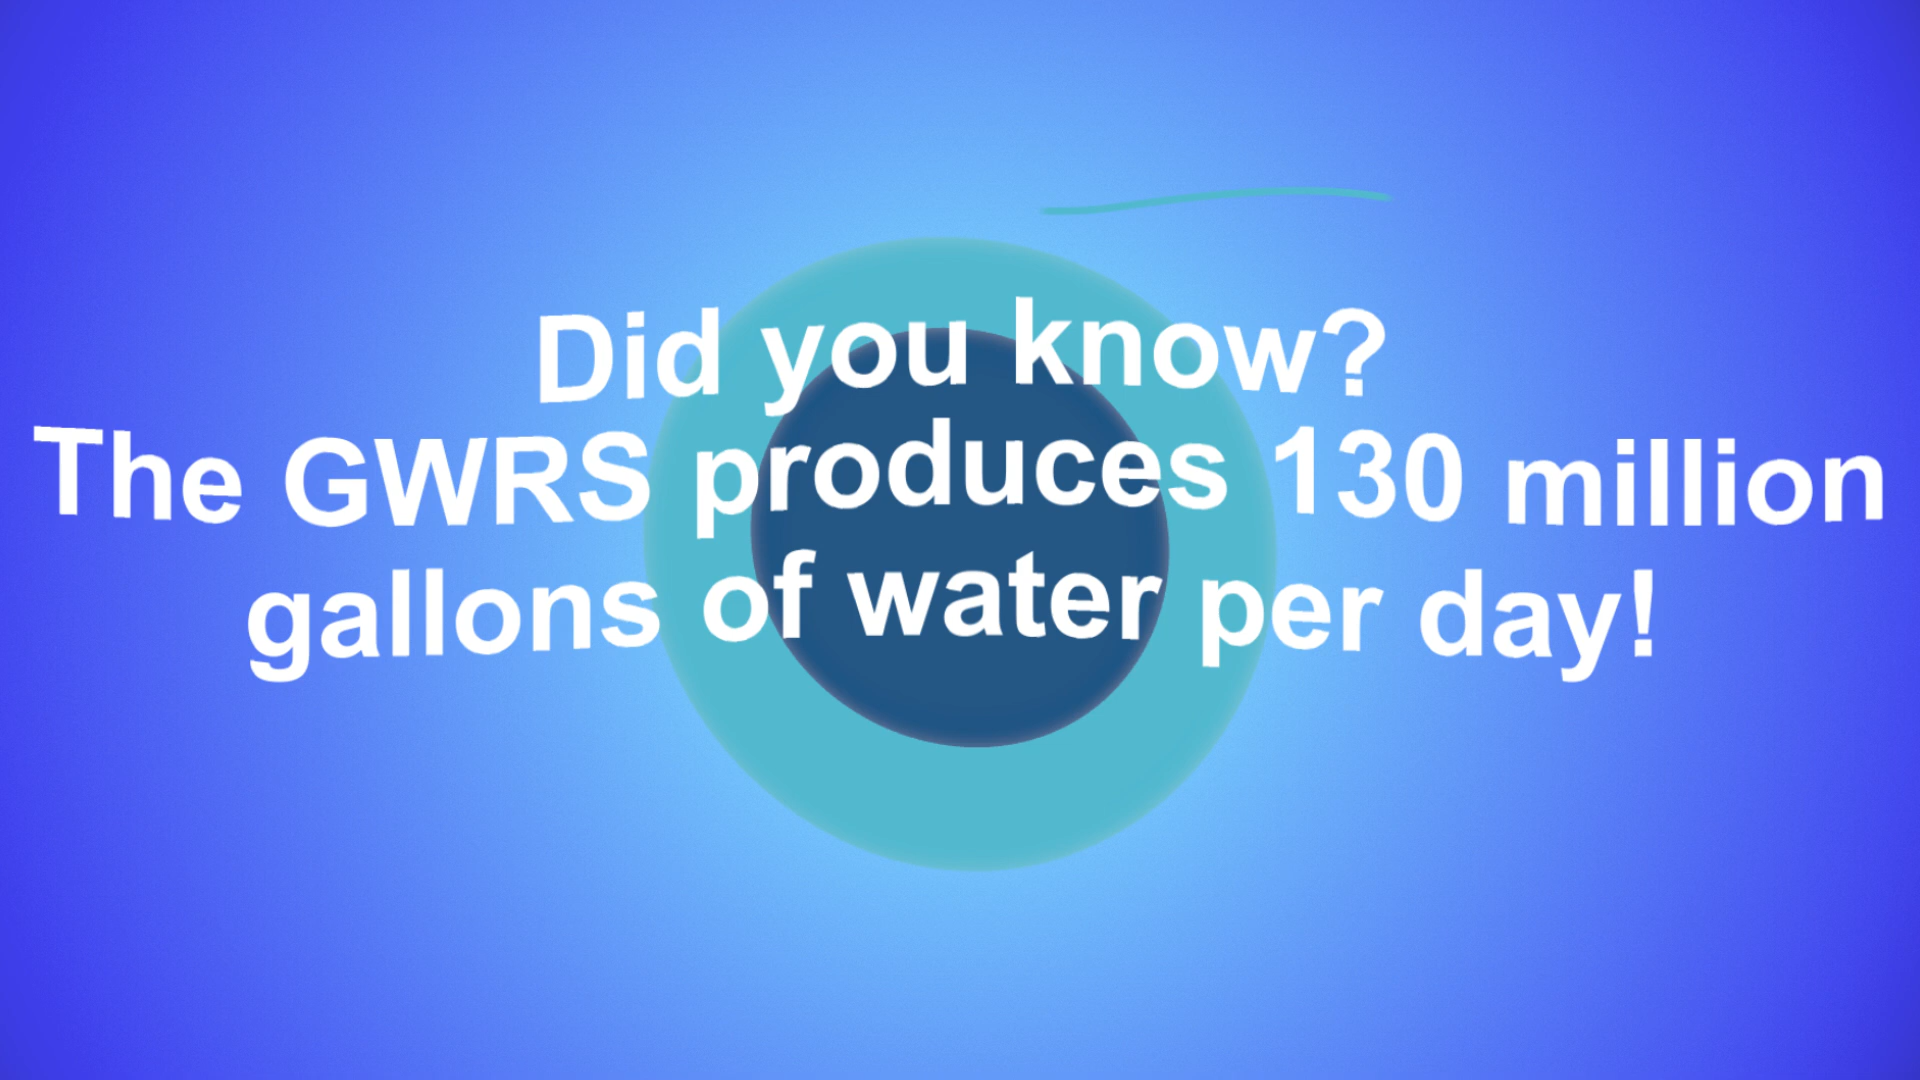 Did you know?
The GWRS produces 130 million
gallons of water per day!